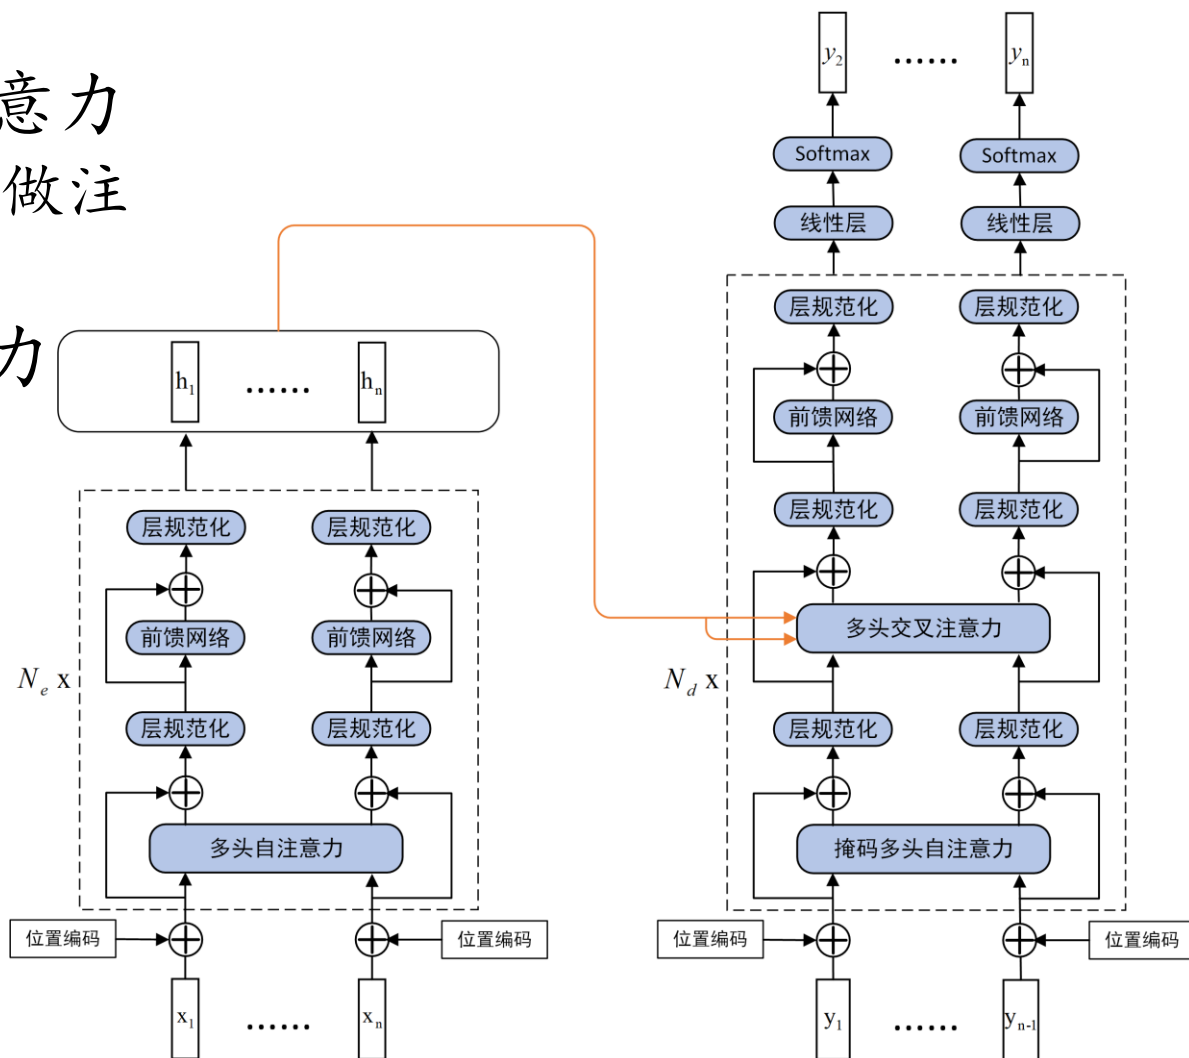 意力
做注
力
y2 ...... yn
Softmax Softmax
线性层 线性层
层规范化 层规范化
前馈网络 前馈网络
层规范化 层规范化
多头交叉注意力
Nd x
层规范化 层规范化
掩码多头自注意力
位置编码 位置编码
y1 ...... yn-1
h1 ...... hn
层规范化 层规范化
前馈网络 前馈网络
Ne x
层规范化 层规范化
多头自注意力
位置编码 位置编码
x1 ...... xn